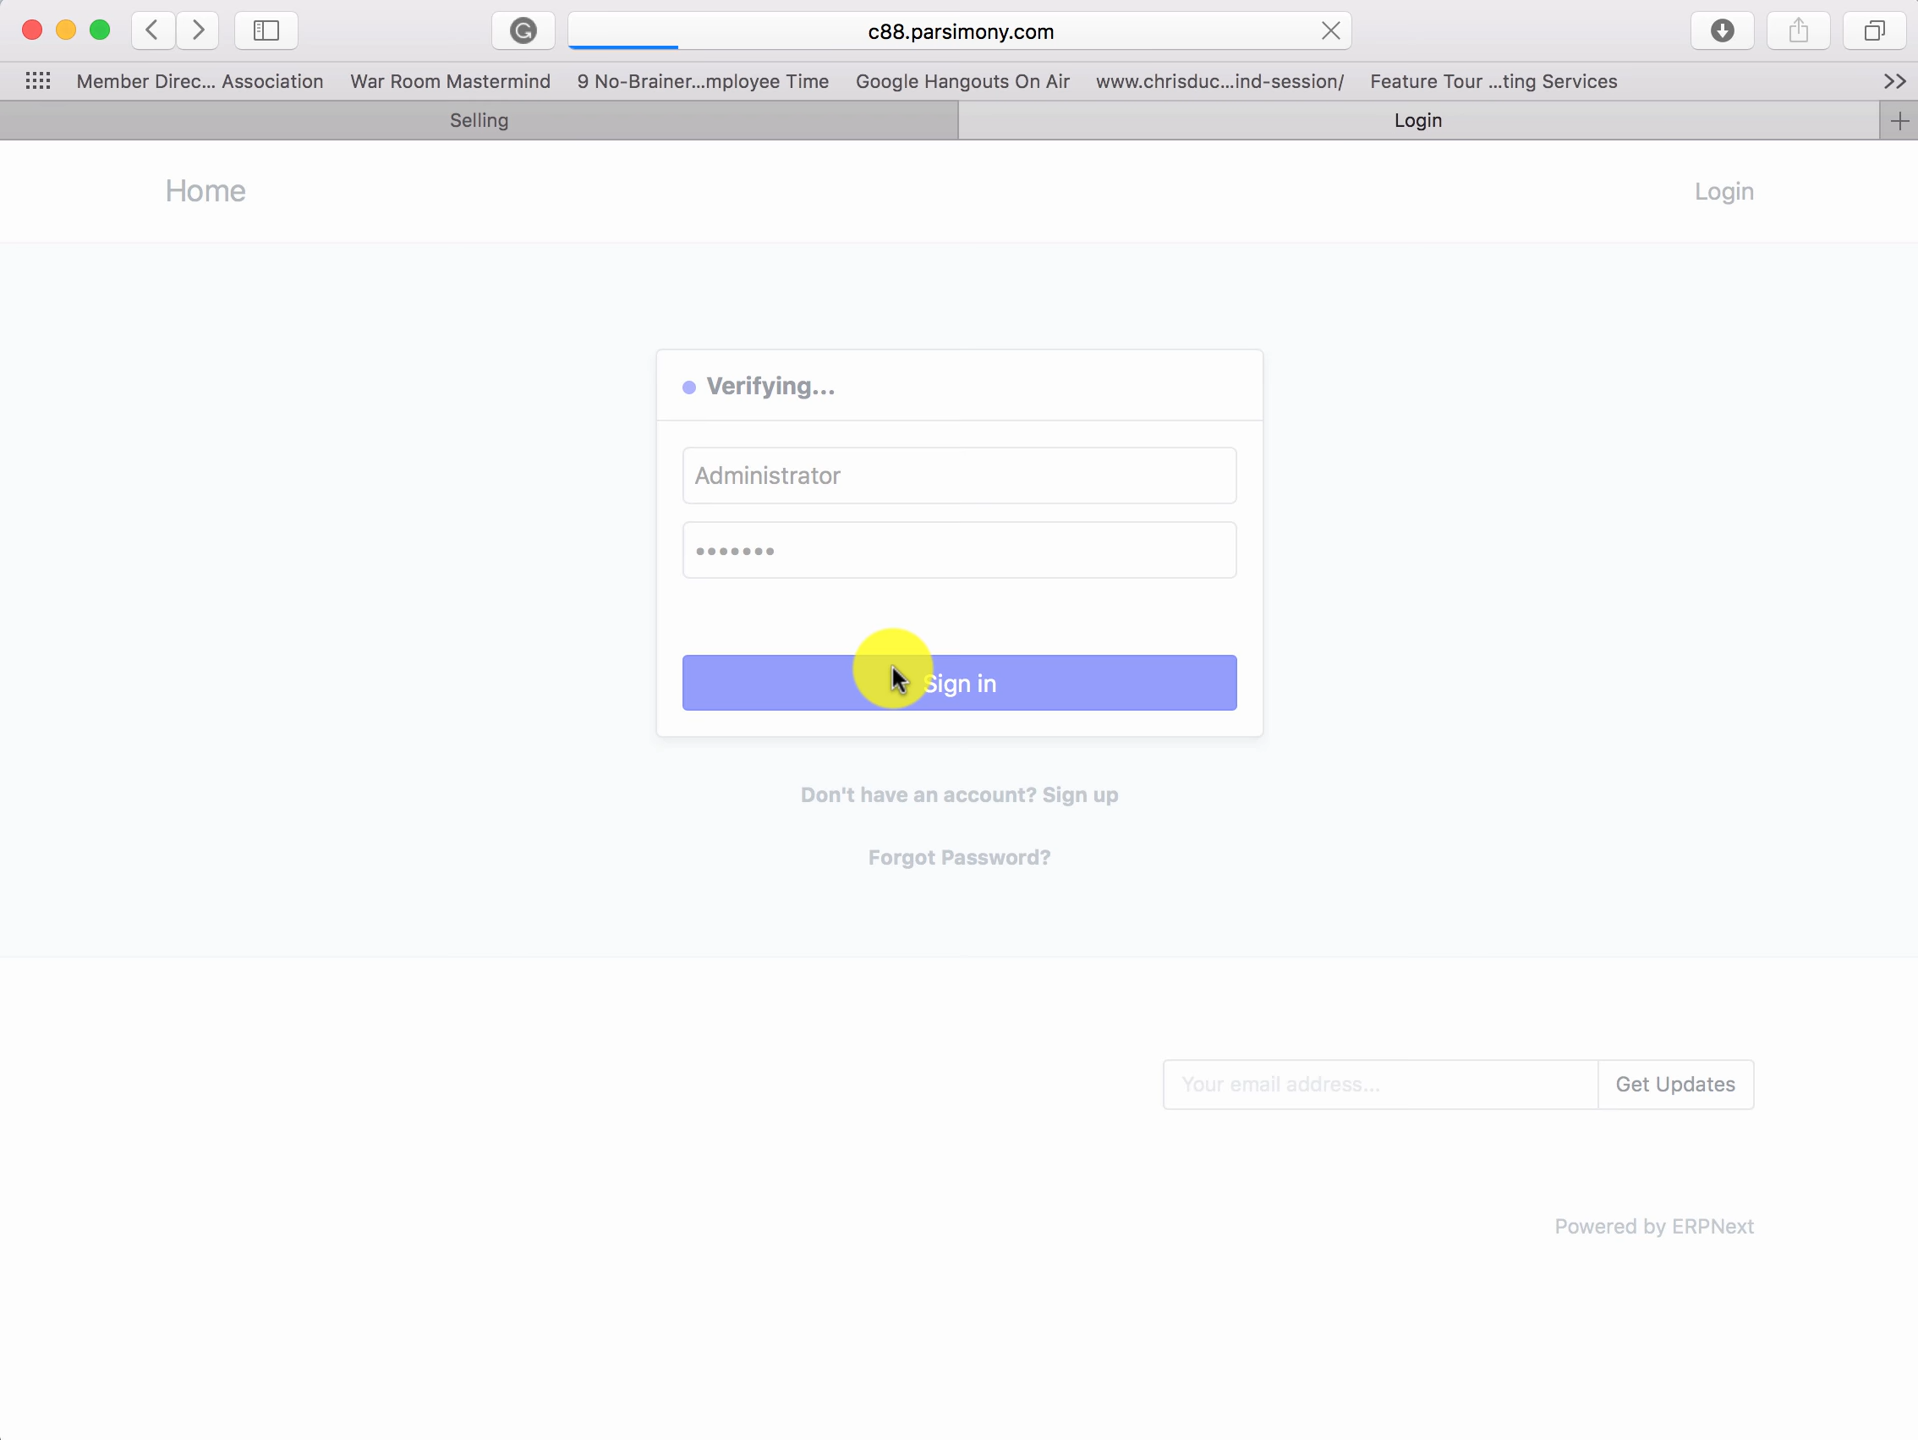 c88.parsimony.com
Member Direc... Association War Room Mastermind 9 No-Brainer...mployee Time Google Hangouts On Air www.chrisduc...ind-session/ Feature Tour ...ting Services
Selling Login
Home Login
Verifying...
Administrator
•••••••
Sign in
Don't have an account? Sign up
Forgot Password?
Your email address... Get Updates
Powered by ERPNext